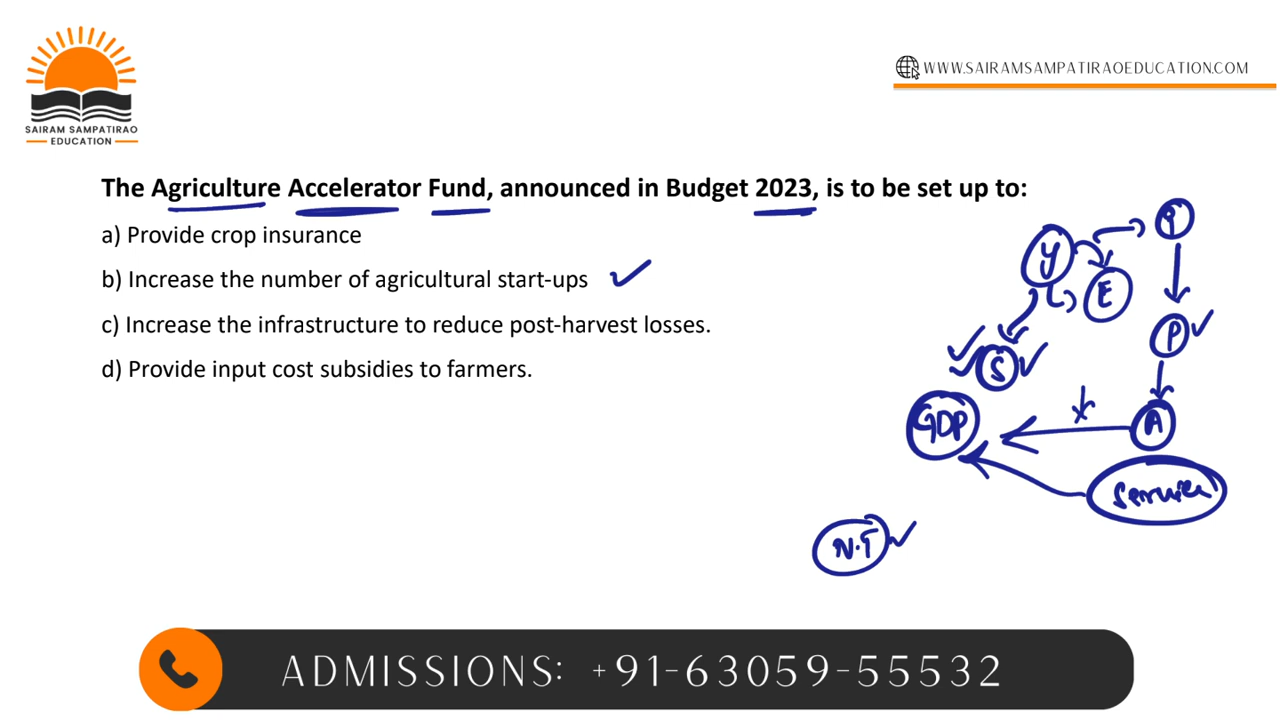 SAIRAM SAMPATIRAO
EDUCATION
WWW.SAIRAMSAMPATIRAOEDUCATION.COM
The Agriculture Accelerator Fund, announced in Budget 2023, is to be set up to:
a) Provide crop insurance
b) Increase the number of agricultural start-ups
c) Increase the infrastructure to reduce post-harvest losses.
d) Provide input cost subsidies to farmers.
Y
E
P
S
GDP
A
N.T
ADMISSIONS: +91-63059-55532